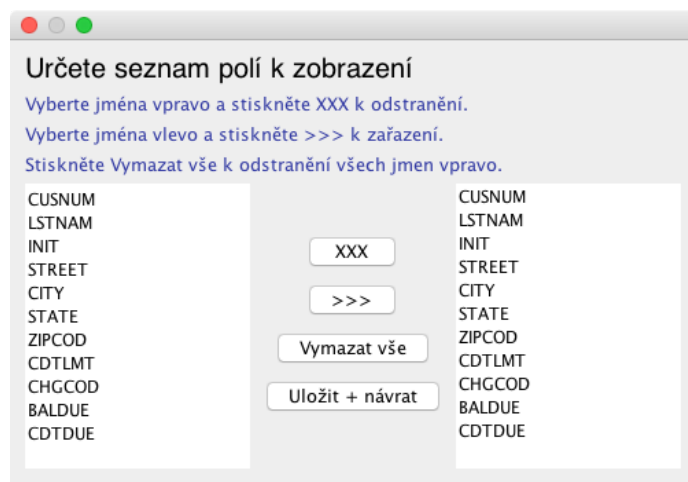 Určete seznam polí k zobrazení
Vyberte jména vpravo a stiskněte XXX k odstranění.
Vyberte jména vlevo a stiskněte >>> k zařazení.
Stiskněte Vymazat vše k odstranění všech jmen vpravo.
CUSNUM
LSTNAM
INIT
STREET
CITY
STATE
ZIPCOD
CDTLMT
CHGCOD
BALDUE
CDTDUE
XXX
>>>
Vymazat vše
Uložit + návrat
CUSNUM
LSTNAM
INIT
STREET
CITY
STATE
ZIPCOD
CDTLMT
CHGCOD
BALDUE
CDTDUE